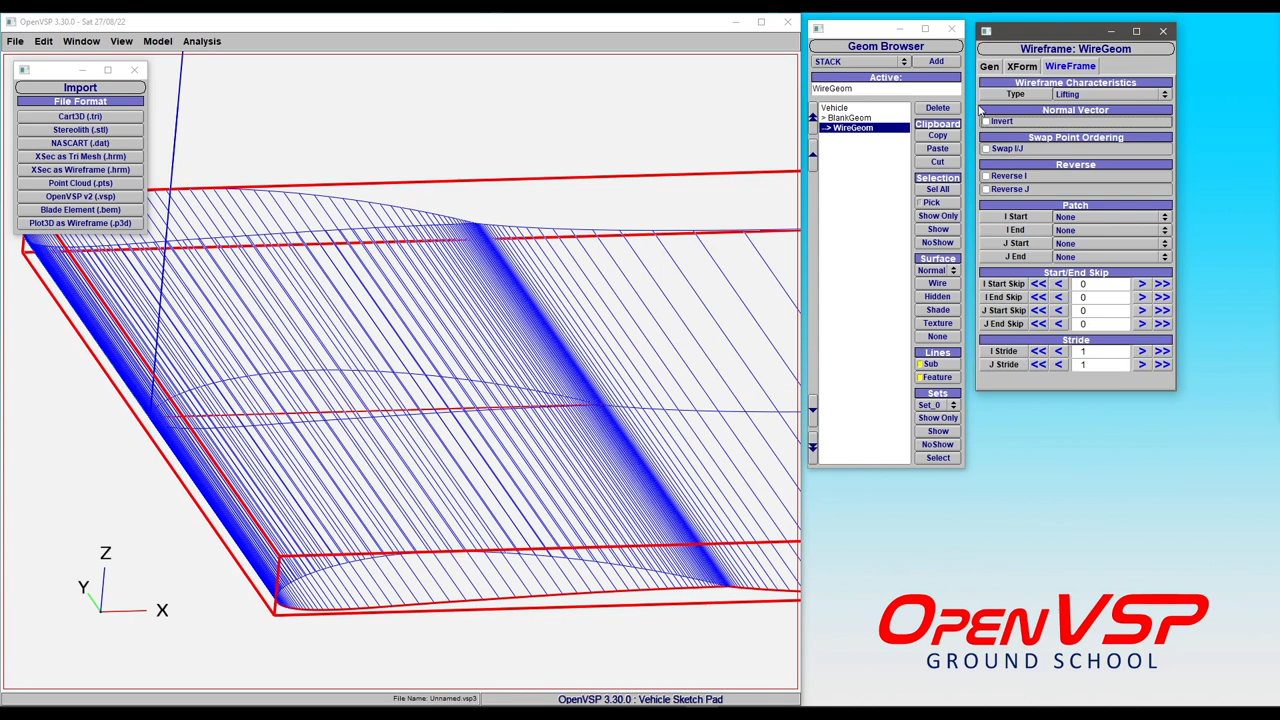 OpenVSP 3.30.0 - Sat 27/08/22
File Edit Window View Model Analysis
Import
File Format
Cart3D (.tri)
Stereolith (.stl)
NASCART (.dat)
XSec as Tri Mesh (.hrm)
XSec as Wireframe (.hrm)
Point Cloud (.pts)
OpenVSP v2 (.vsp)
Blade Element (.bem)
Plot3D as Wireframe (.p3d)
Z
Y
X
File Name: Unnamed.vsp3
OpenVSP 3.30.0 : Vehicle Sketch Pad
Geom Browser
STACK Add
Active:
WireGeom
Vehicle
> BlankGeom
--> WireGeom
Delete
Clipboard
Copy
Paste
Cut
Selection
Sel All
Pick
Show Only
Show
NoShow
Surface
Normal
Wire
Hidden
Shade
Texture
None
Lines
Sub
Feature
Sets
Set_0
Show Only
Show
NoShow
Select
Wireframe: WireGeom
Gen XForm WireFrame
Wireframe Characteristics
Type Lifting
Normal Vector
Invert
Swap Point Ordering
Swap I/J
Reverse
Reverse I
Reverse J
Patch
I Start None
I End None
J Start None
J End None
Start/End Skip
I Start Skip << < 0 > >>
I End Skip << < 0 > >>
J Start Skip << < 0 > >>
J End Skip << < 0 > >>
Stride
I Stride << < 1 > >>
J Stride << < 1 > >>
OPENVSP
GROUND SCHOOL